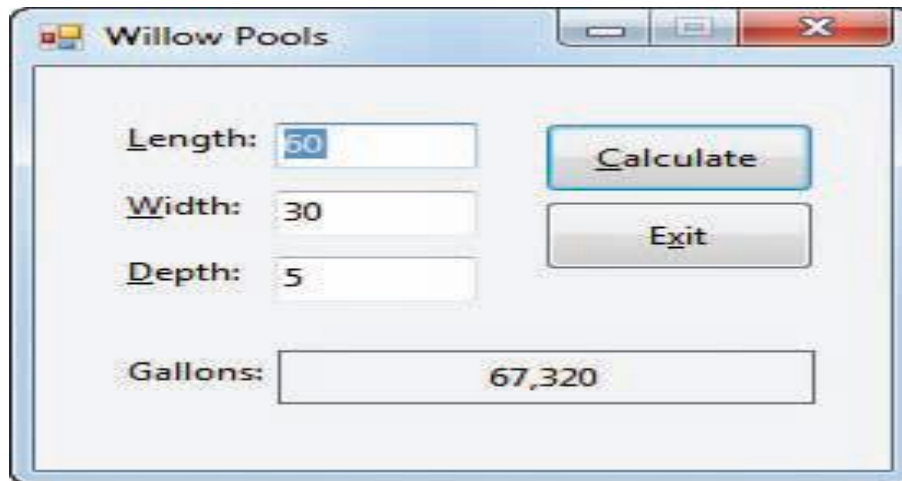 Willow Pools
Length: 60
Calculate
Width: 30
Exit
Depth: 5
Gallons: 67,320